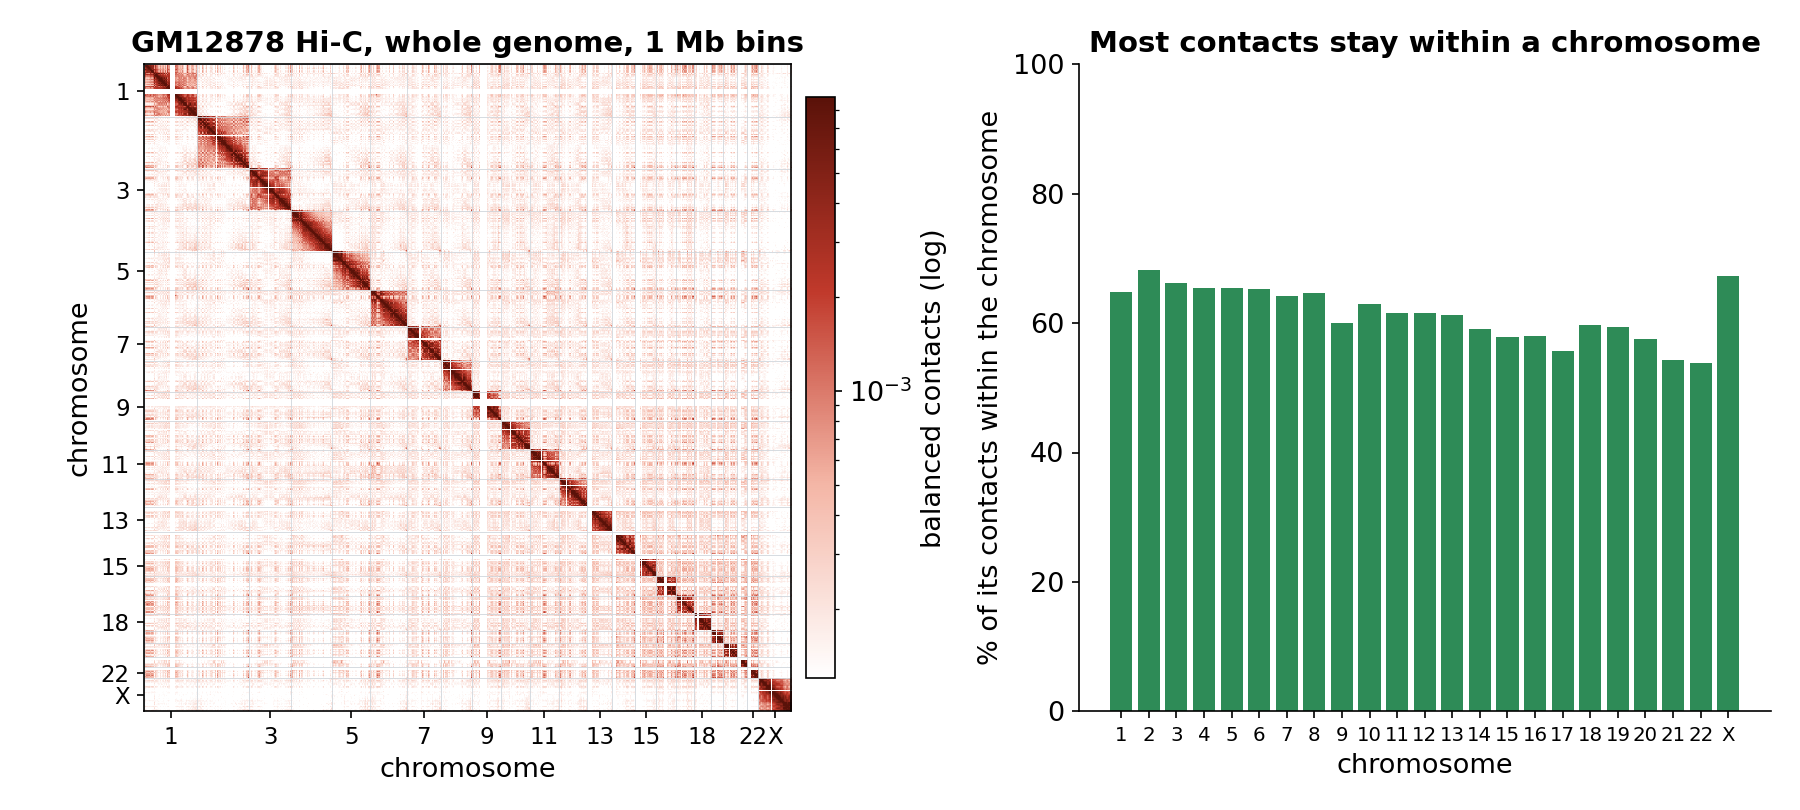 GM12878 Hi-C, whole genome, 1 Mb bins
chromosome
1
3
5
7
9
11
13
15
18
22
X
1 3 5 7 9 11 13 15 18 22 X
chromosome
10⁻³
balanced contacts (log)
Most contacts stay within a chromosome
% of its contacts within the chromosome
100
80
60
40
20
0
1 2 3 4 5 6 7 8 9 10 11 12 13 14 15 16 17 18 19 20 21 22 X
chromosome